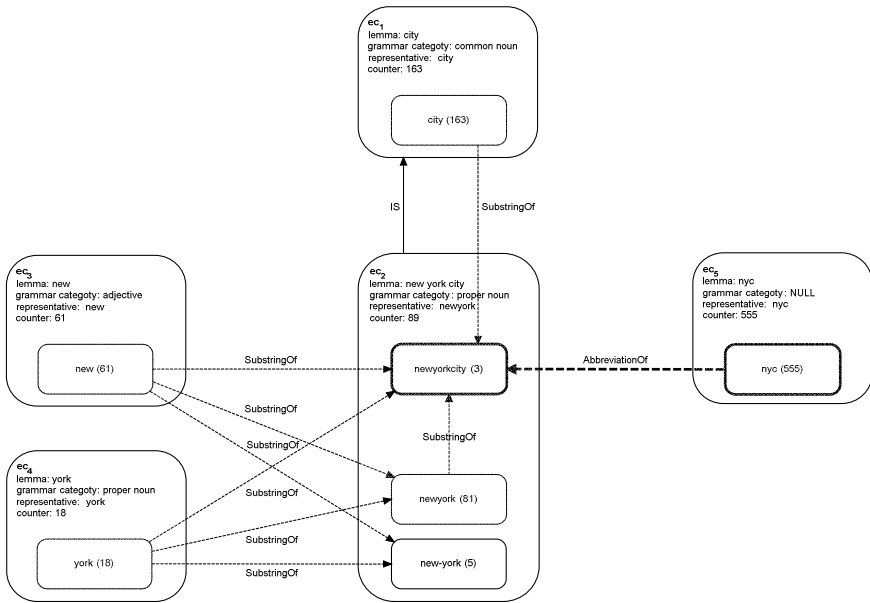 ec1
lemma: city
grammar categoty: common noun
representative: city
counter: 163
city (163)
IS
SubstringOf
ec3
lemma: new
grammar categoty: adjective
representative: new
counter: 61
new (61)
ec2
lemma: new york city
grammar categoty: proper noun
representative: newyork
counter: 89
newyorkcity (3)
newyork (81)
new-york (5)
ec5
lemma: nyc
grammar categoty: NULL
representative: nyc
counter: 555
nyc (555)
AbbreviationOf
SubstringOf
SubstringOf
SubstringOf
SubstringOf
SubstringOf
SubstringOf
SubstringOf
ec4
lemma: york
grammar categoty: proper noun
representative: york
counter: 18
york (18)